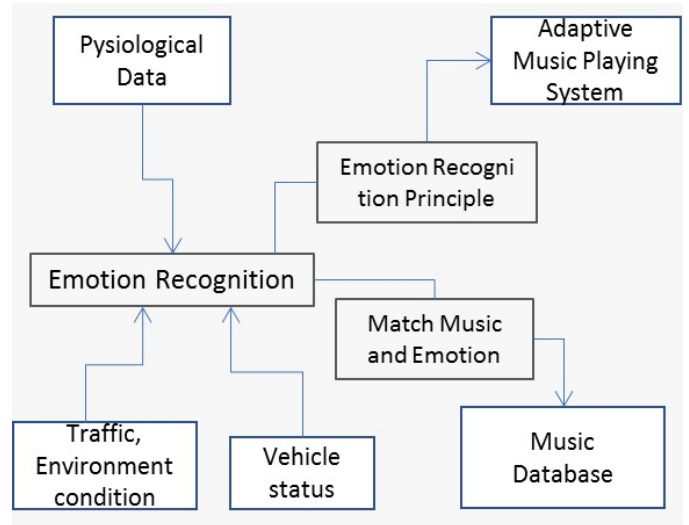 Pysiological
Data
Adaptive
Music Playing
System
Emotion Recogni
tion Principle
Emotion Recognition
Match Music
and Emotion
Traffic,
Environment
condition
Vehicle
status
Music
Database